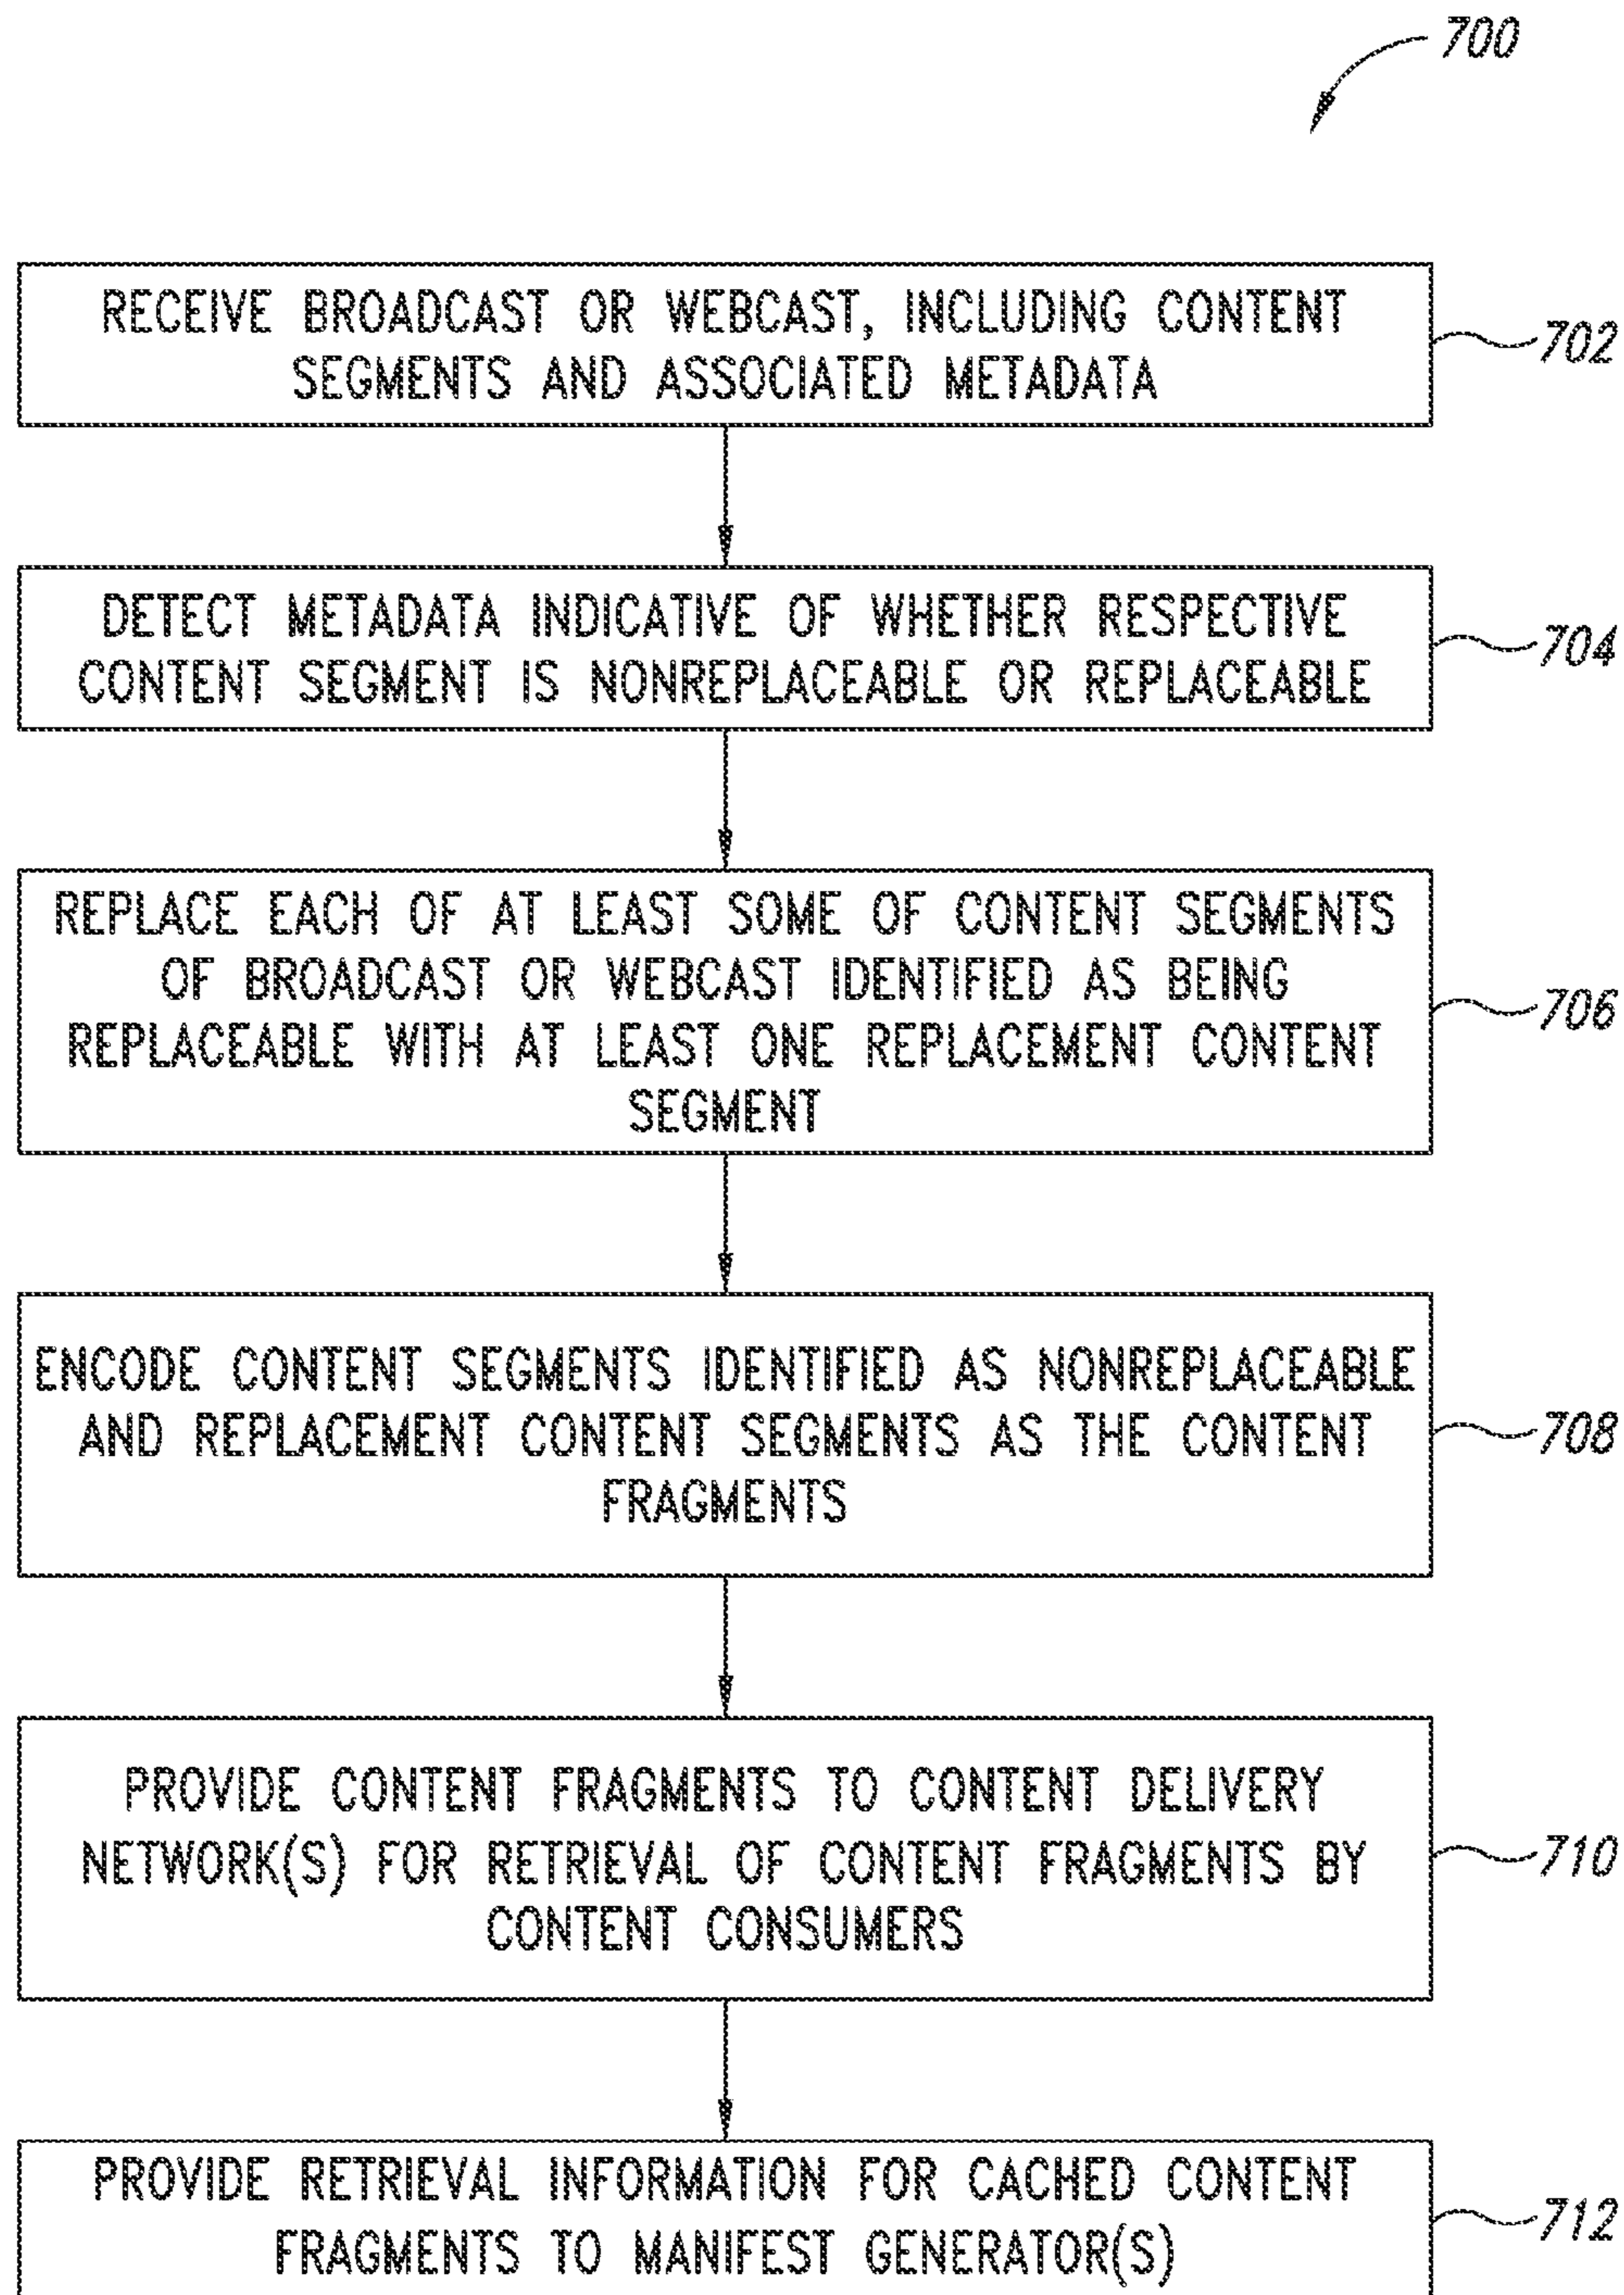 700
RECEIVE BROADCAST OR WEBCAST, INCLUDING CONTENT
SEGMENTS AND ASSOCIATED METADATA
702
DETECT METADATA INDICATIVE OF WHETHER RESPECTIVE
CONTENT SEGMENT IS NONREPLACEABLE OR REPLACEABLE
704
REPLACE EACH OF AT LEAST SOME OF CONTENT SEGMENTS
OF BROADCAST OR WEBCAST IDENTIFIED AS BEING
REPLACEABLE WITH AT LEAST ONE REPLACEMENT CONTENT
SEGMENT
706
ENCODE CONTENT SEGMENTS IDENTIFIED AS NONREPLACEABLE
AND REPLACEMENT CONTENT SEGMENTS AS THE CONTENT
FRAGMENTS
708
PROVIDE CONTENT FRAGMENTS TO CONTENT DELIVERY
NETWORK(S) FOR RETRIEVAL OF CONTENT FRAGMENTS BY
CONTENT CONSUMERS
710
PROVIDE RETRIEVAL INFORMATION FOR CACHED CONTENT
FRAGMENTS TO MANIFEST GENERATOR(S)
712